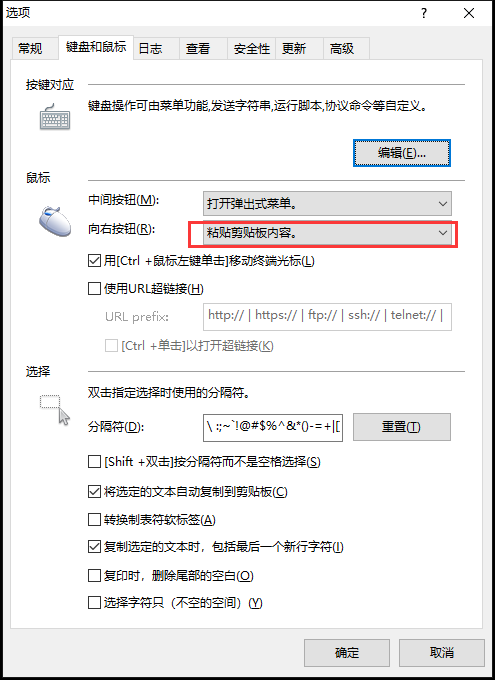 选项
?
常规 键盘和鼠标 日志 查看 安全性 更新 高级
按键对应
键盘操作可由菜单功能,发送字符串,运行脚本,协议命令等自定义。
编辑(E)...
鼠标
中间按钮(M): 打开弹出式菜单。
向右按钮(R): 粘贴剪贴板内容。
用[Ctrl +鼠标左键单击]移动终端光标(L)
使用URL超链接(H)
URL prefix: http:// | https:// | ftp:// | ssh:// | telnet:// |
[Ctrl +单击]以打开超链接(K)
选择
双击指定选择时使用的分隔符。
分隔符(D): \ :;~`!@#$%^&*()-=+|[ 重置(T)
[Shift +双击]按分隔符而不是空格选择(S)
将选定的文本自动复制到剪贴板(C)
转换制表符软标签(A)
复制选定的文本时，包括最后一个新行字符(I)
复印时，删除尾部的空白(O)
选择字符只（不空的空间）(Y)
确定 取消